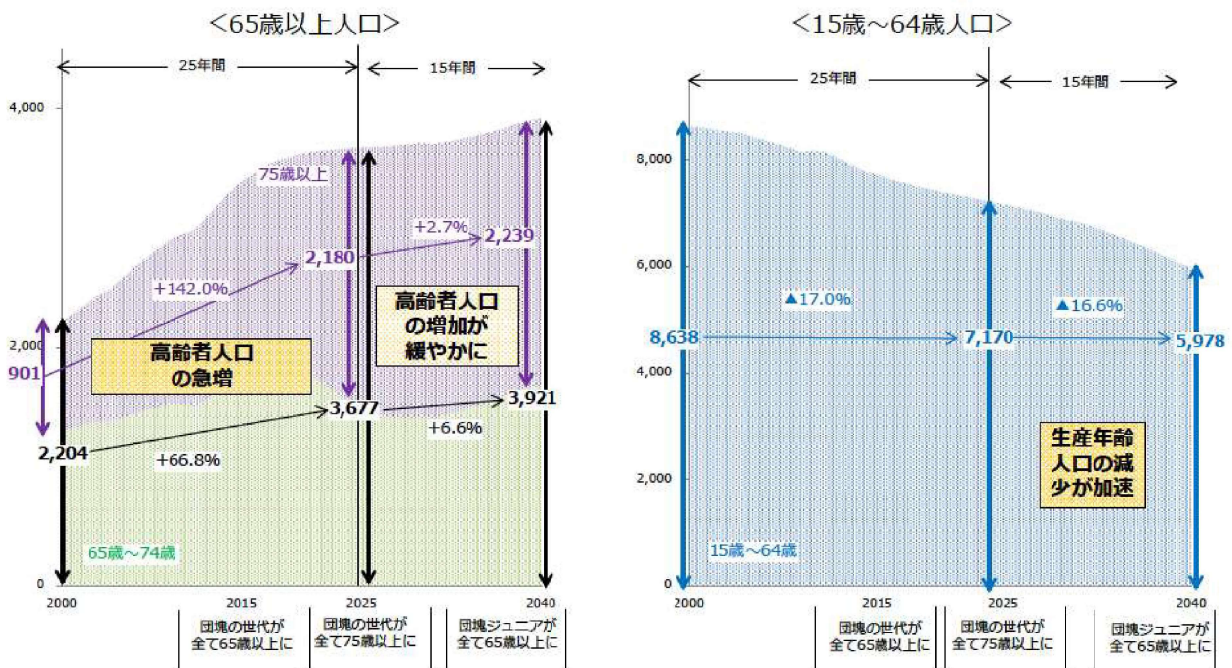 ＜65歳以上人口＞
25年間
15年間
4,000
75歳以上
+2.7%
2,239
2,180
+142.0%
高齢者人口
の増加が
緩やかに
2,000
901
高齢者人口
の急増
3,921
3,677
+6.6%
2,204
+66.8%
65歳～74歳
0
2000
2015
2025
2040
団塊の世代が
全て65歳以上に
団塊の世代が
全て75歳以上に
団塊ジュニアが
全て65歳以上に
＜15歳～64歳人口＞
25年間
15年間
8,000
6,000
▲17.0%
▲16.6%
8,638
7,170
5,978
4,000
生産年齢
人口の減
少が加速
2,000
15歳～64歳
0
2000
2015
2025
2040
団塊の世代が
全て65歳以上に
団塊の世代が
全て75歳以上に
団塊ジュニアが
全て65歳以上に